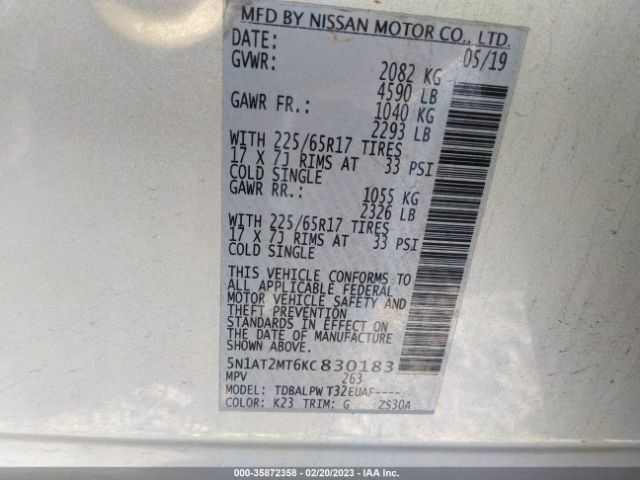 MFD BY NISSAN MOTOR CO., LTD.
DATE: 05/19
GVWR: 2082 KG
4590 LB
GAWR FR.: 1040 KG
2293 LB
WITH 225/65R17 TIRES
17 X 7J RIMS AT 33 PSI
COLD SINGLE
GAWR RR.: 1055 KG
2326 LB
WITH 225/65R17 TIRES
17 X 7J RIMS AT 33 PSI
COLD SINGLE
THIS VEHICLE CONFORMS TO
ALL APPLICABLE FEDERAL
MOTOR VEHICLE SAFETY AND
THEFT PREVENTION
STANDARDS IN EFFECT ON
THE DATE OF MANUFACTURE
SHOWN ABOVE.
5N1AT2MT6KC830183
MPV 263
MODEL: TDBALPW T32EUAF----
COLOR: K23 TRIM: G ZS30A
000-35872358 - 02/20/2023 - IAA Inc.